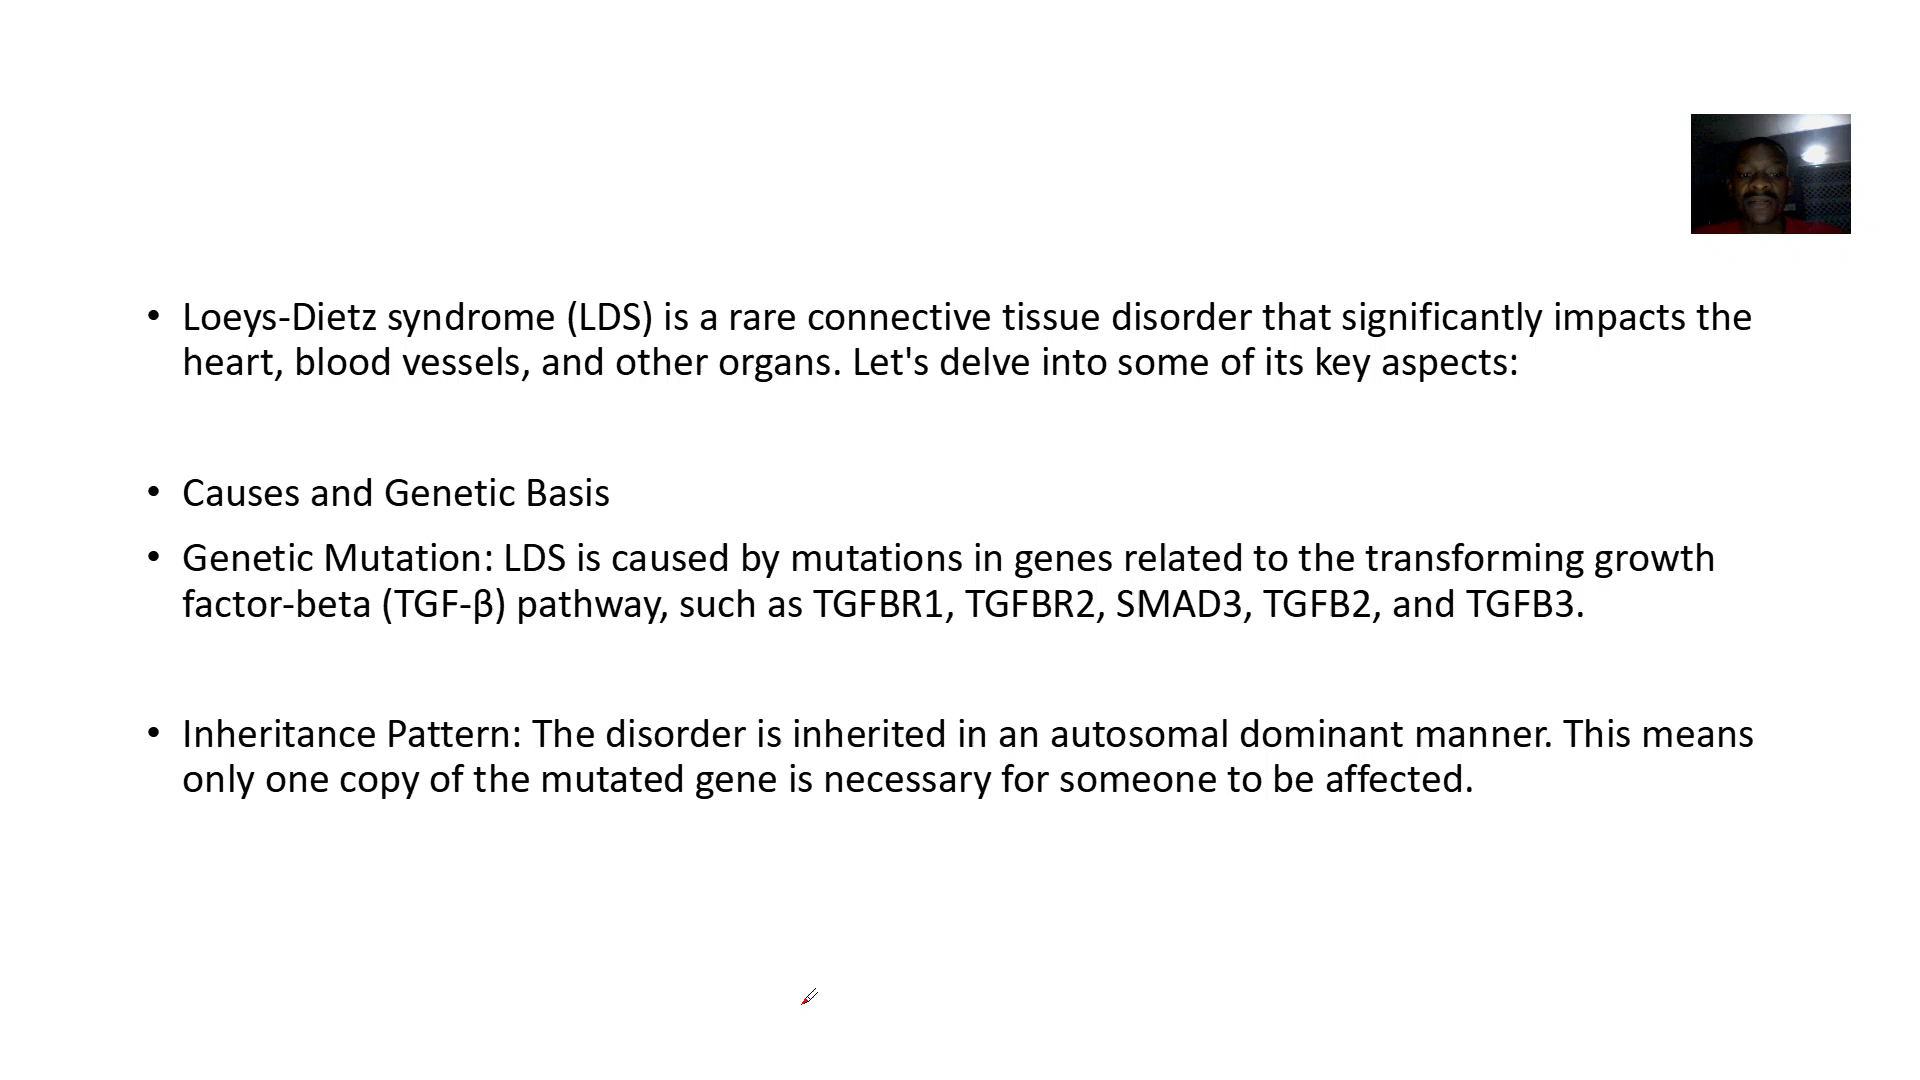 • Loeys-Dietz syndrome (LDS) is a rare connective tissue disorder that significantly impacts the
heart, blood vessels, and other organs. Let's delve into some of its key aspects:
• Causes and Genetic Basis
• Genetic Mutation: LDS is caused by mutations in genes related to the transforming growth
factor-beta (TGF-β) pathway, such as TGFBR1, TGFBR2, SMAD3, TGFB2, and TGFB3.
• Inheritance Pattern: The disorder is inherited in an autosomal dominant manner. This means
only one copy of the mutated gene is necessary for someone to be affected.